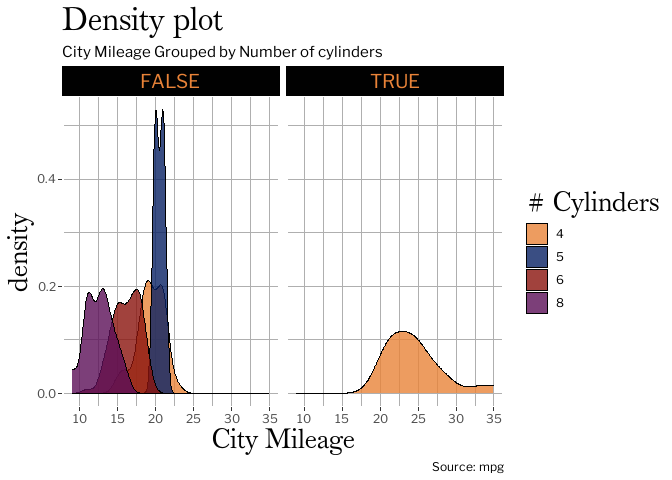 Density plot
City Mileage Grouped by Number of cylinders
FALSE TRUE
0.4
0.2
0.0
density
10 15 20 25 30 35 10 15 20 25 30 35
City Mileage
# Cylinders
4
5
6
8
Source: mpg